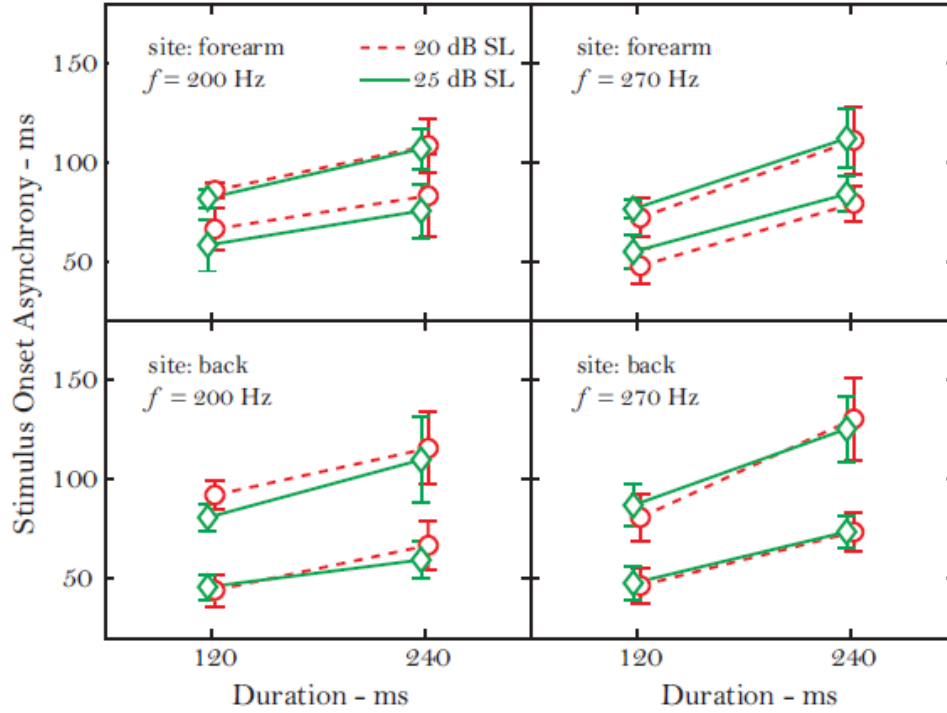 150
100
50
150
100
50
Stimulus Onset Asynchrony - ms
site: forearm
f = 200 Hz
20 dB SL
25 dB SL
site: forearm
f = 270 Hz
site: back
f = 200 Hz
site: back
f = 270 Hz
120
240
120
240
Duration - ms
Duration - ms